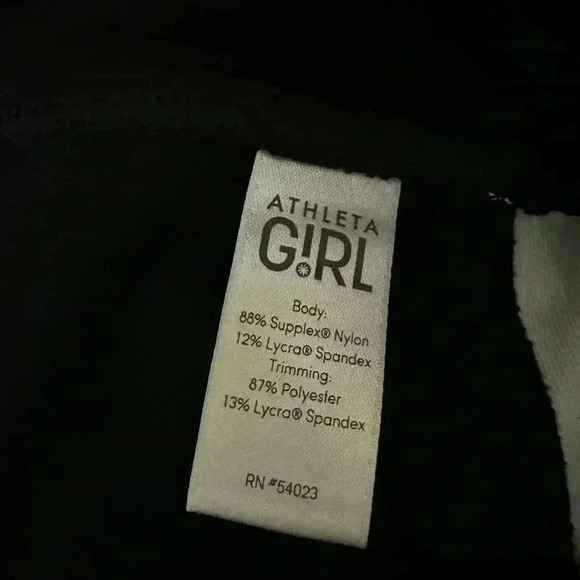 ATHLETA
G!RL
Body:
88% Supplex® Nylon
12% Lycra® Spandex
Trimming:
87% Polyester
13% Lycra® Spandex
RN #54023